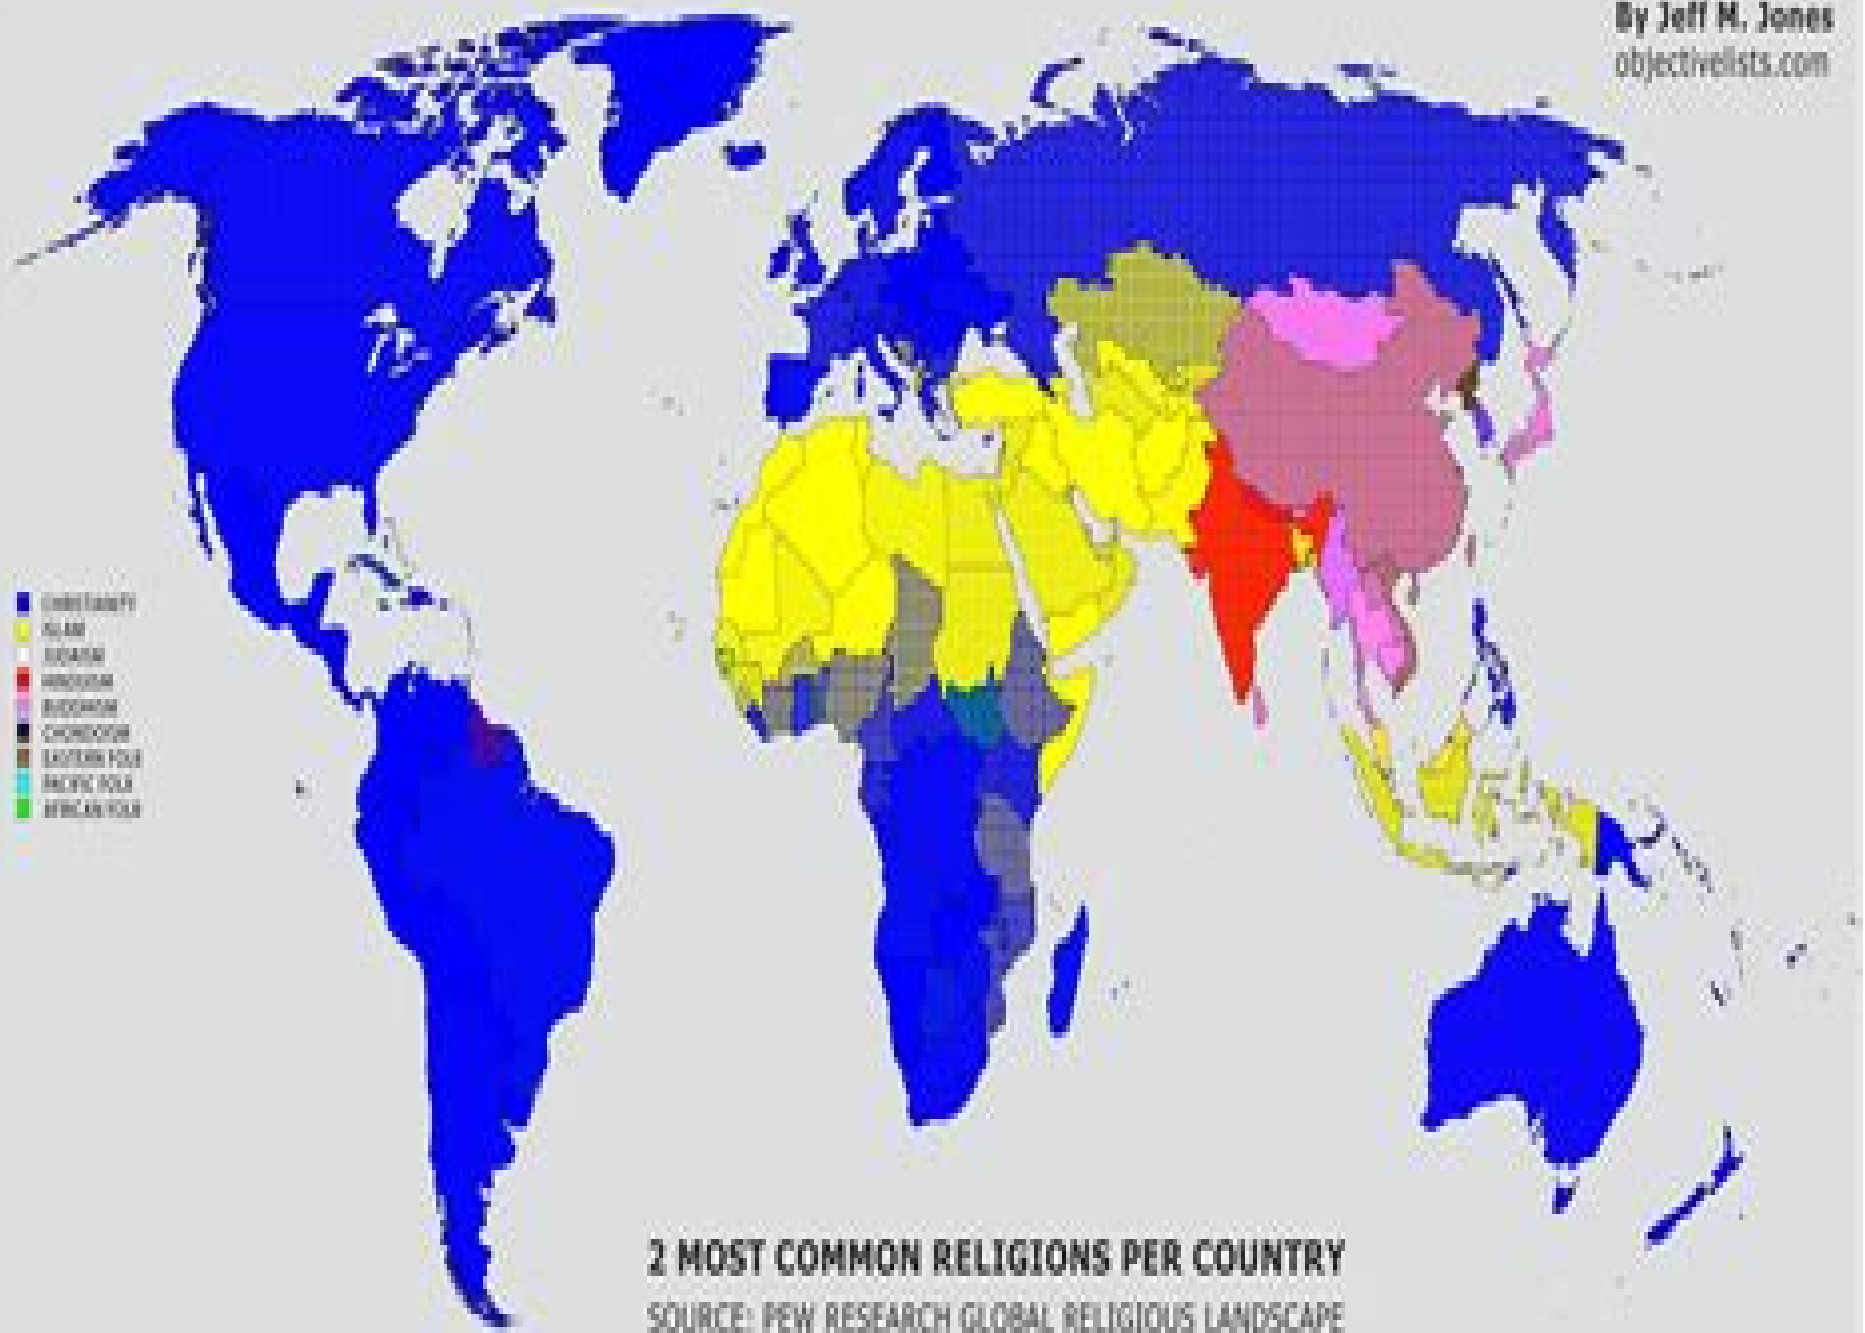 By Jeff M. Jones
objectivelists.com
CHRISTIANITY
ISLAM
JUDAISM
HINDUISM
BUDDHISM
CHONDOISM
EASTERN FOLK
PACIFIC FOLK
AFRICAN FOLK
2 MOST COMMON RELIGIONS PER COUNTRY
SOURCE: PEW RESEARCH GLOBAL RELIGIOUS LANDSCAPE